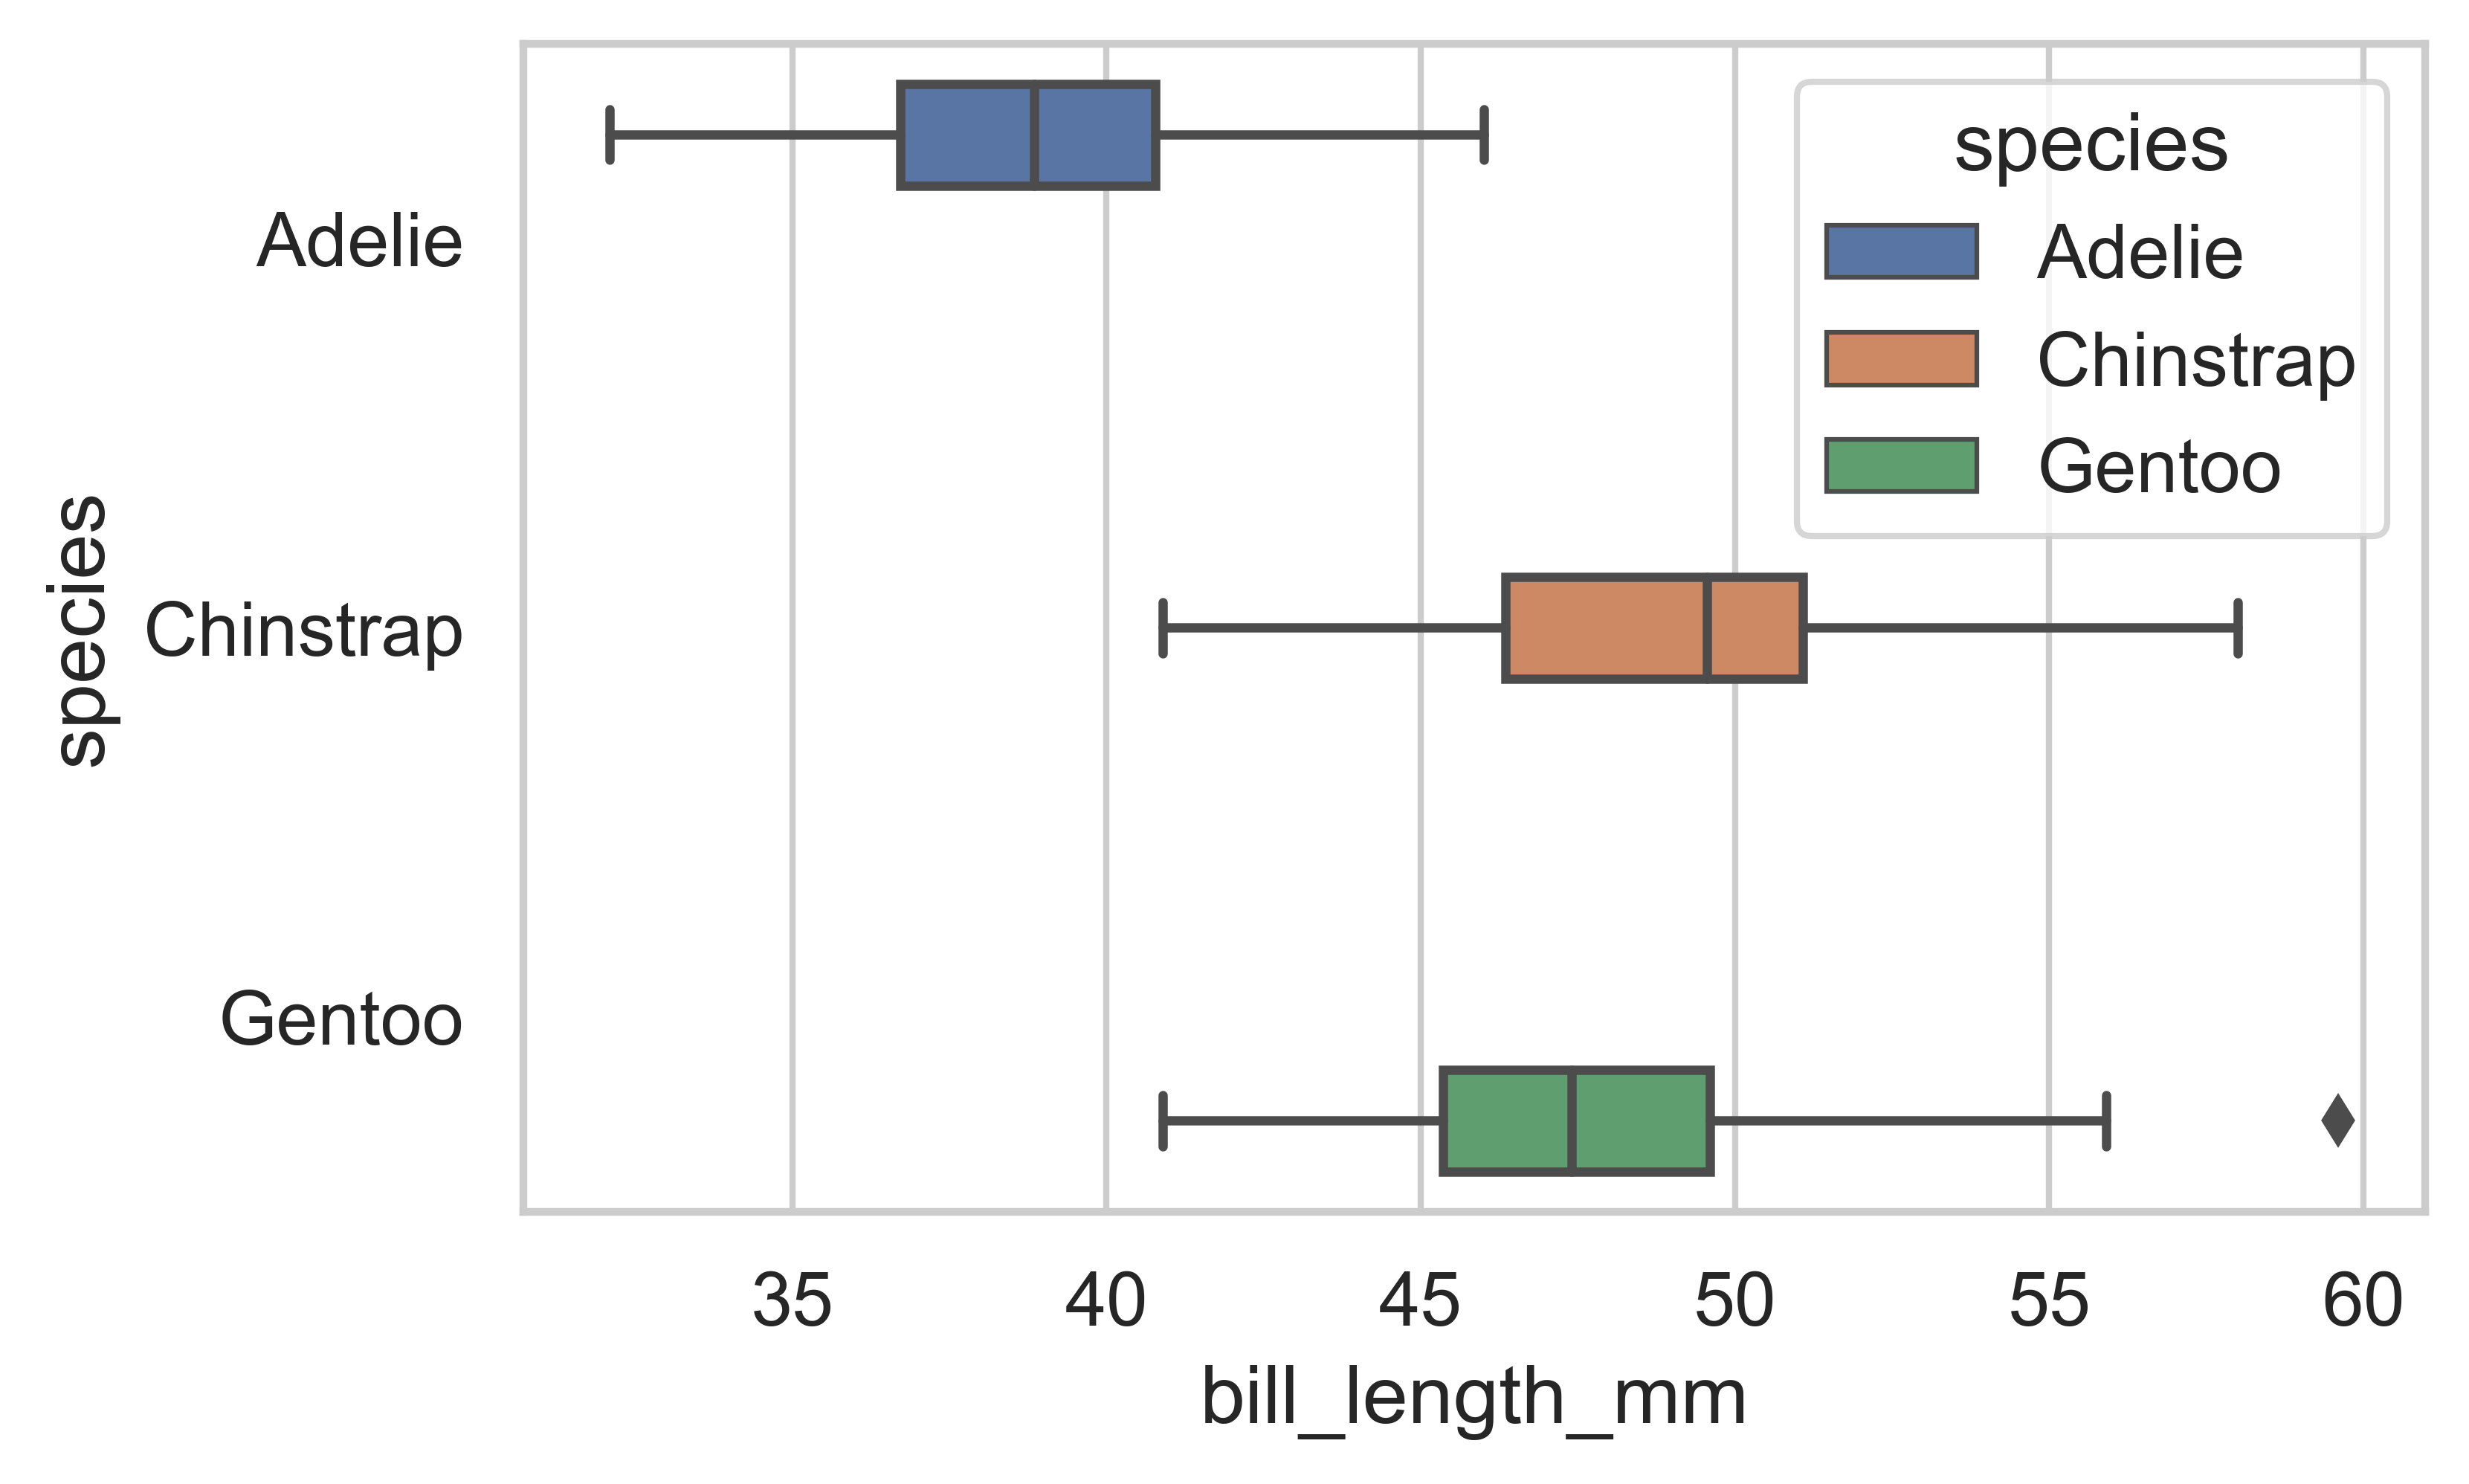 species
Adelie
Chinstrap
Gentoo
species
Adelie
Chinstrap
Gentoo
35 40 45 50 55 60
bill_length_mm